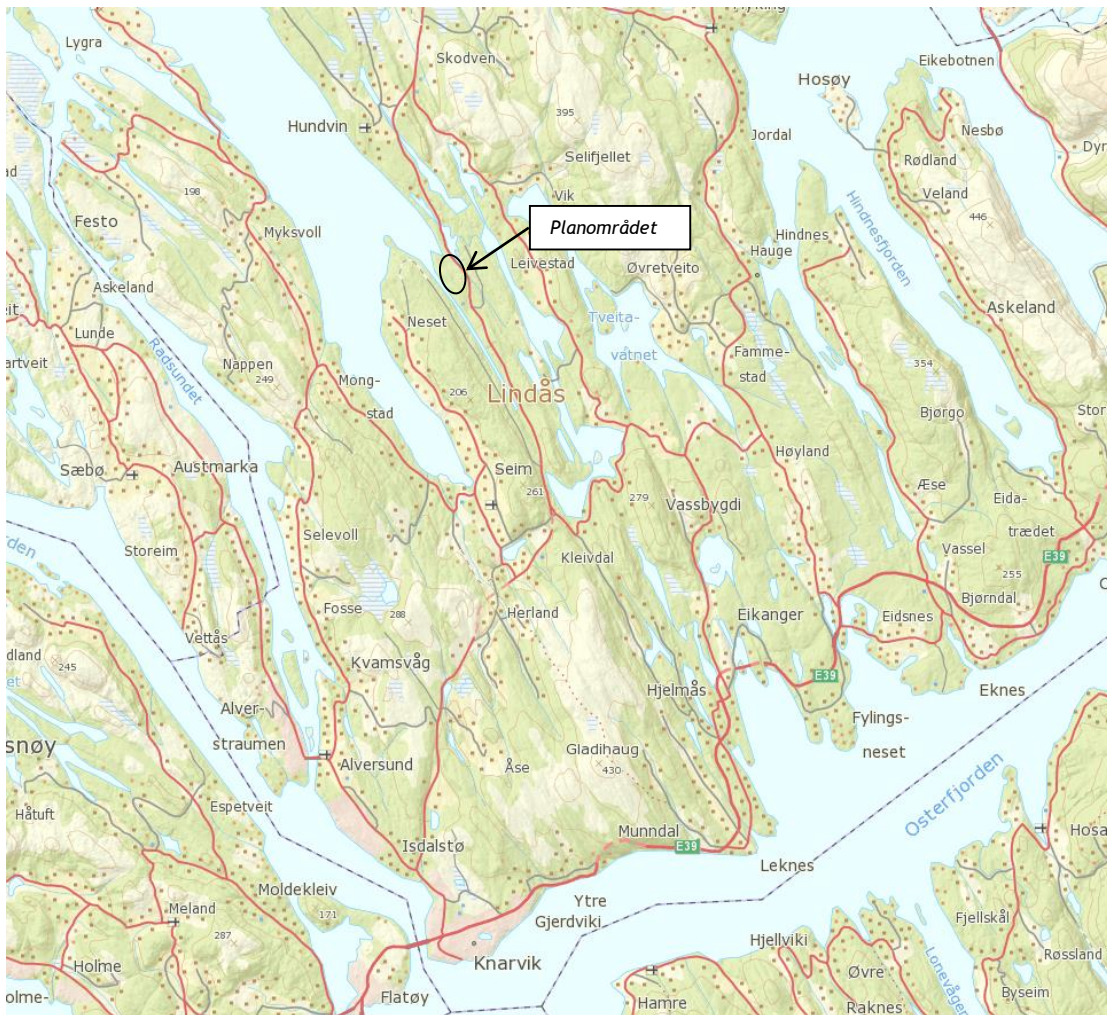 Lygra
Skodven
Eikebotnen
Hosøy
Hundvin
395
Selifjellet
Jordal
Nesbø
Rødland
Veland
198
Festo
Vik
Hindnesfjorden
446
Planområdet
Myksvoll
Hindnes
Hauge
Leivestad
Øvretveito
Askeland
Askeland
Neset
Tveita-
vatnet
Lunde
Radsundet
Nappen
249
Mong-
stad
206
Lindås
Famme-
stad
354
Bjørgo
Høyland
Sæbø
Austmarka
Seim
261
279
Vassbygdi
Æse
Eida-
trædet
Storeim
Selevoll
Kleivdal
Vassel
E39
255
Bjørndal
Fosse
288
Herland
Eikanger
Eidsnes
Vettås
245
Kvamsvåg
Hjelmås
E39
Eknes
Fylings-
neset
Alver-
straumen
Alversund
Gladihaug
430
Åse
Osterfjorden
Håtuft
Espetveit
Isdalstø
Munndal
E39
Leknes
Moldekleiv
171
Meland
287
Ytre
Gjerdviki
Fjellskål
Hjellviki
Holme
Knarvik
Lonevågen
Røssland
Øvre
Raknes
Flatøy
Hamre
Byseim